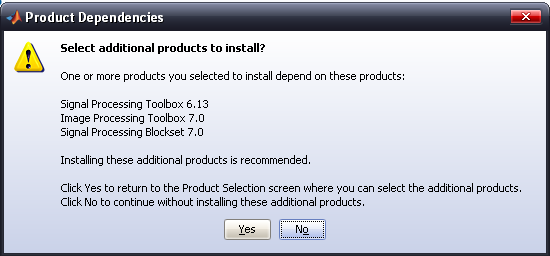 Product Dependencies
Select additional products to install?
One or more products you selected to install depend on these products:
Signal Processing Toolbox 6.13
Image Processing Toolbox 7.0
Signal Processing Blockset 7.0
Installing these additional products is recommended.
Click Yes to return to the Product Selection screen where you can select the additional products.
Click No to continue without installing these additional products.
Yes No